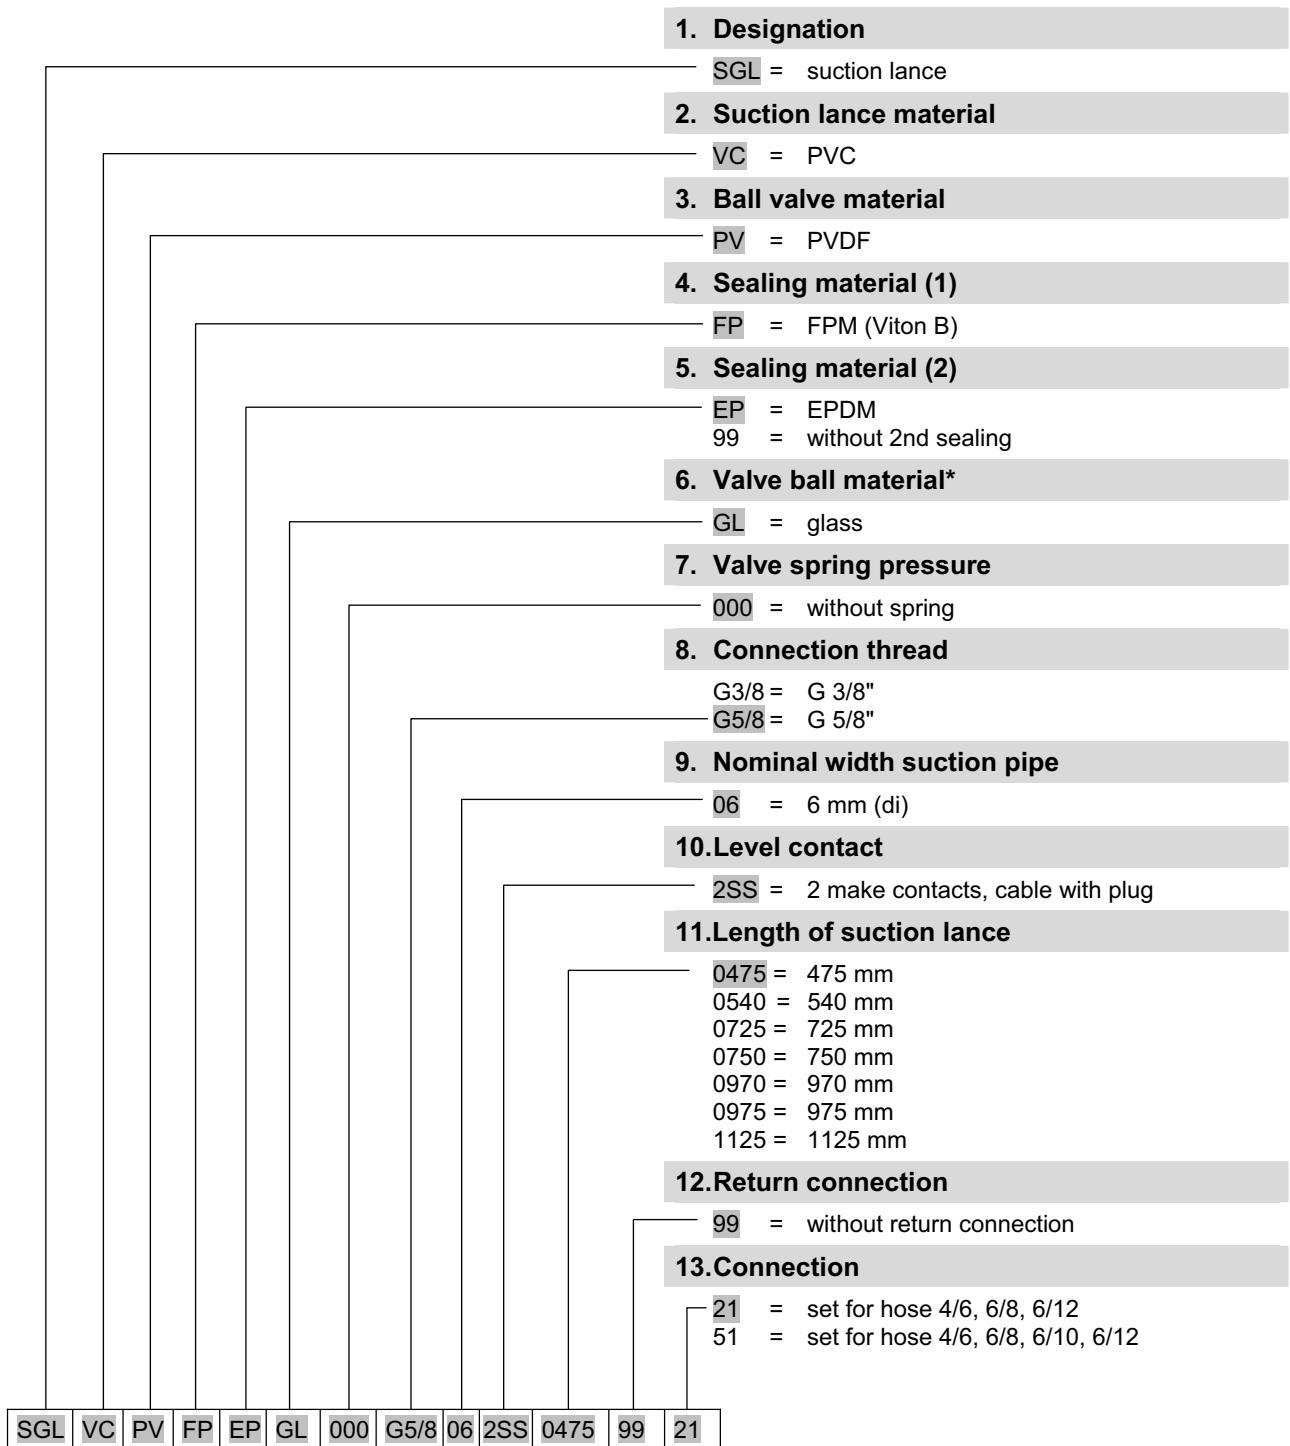 1. Designation
SGL = suction lance
2. Suction lance material
VC = PVC
3. Ball valve material
PV = PVDF
4. Sealing material (1)
FP = FPM (Viton B)
5. Sealing material (2)
EP = EPDM
99 = without 2nd sealing
6. Valve ball material*
GL = glass
7. Valve spring pressure
000 = without spring
8. Connection thread
G3/8 = G 3/8"
G5/8 = G 5/8"
9. Nominal width suction pipe
06 = 6 mm (di)
10.Level contact
2SS = 2 make contacts, cable with plug
11.Length of suction lance
0475 = 475 mm
0540 = 540 mm
0725 = 725 mm
0750 = 750 mm
0970 = 970 mm
0975 = 975 mm
1125 = 1125 mm
12.Return connection
99 = without return connection
13.Connection
21 = set for hose 4/6, 6/8, 6/12
51 = set for hose 4/6, 6/8, 6/10, 6/12
SGL VC PV FP EP GL 000 G5/8 06 2SS 0475 99 21